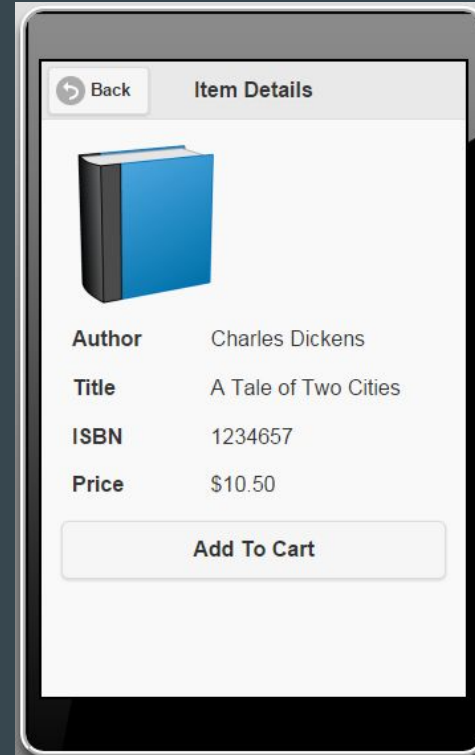 Back Item Details
Author Charles Dickens
Title A Tale of Two Cities
ISBN 1234657
Price $10.50
Add To Cart